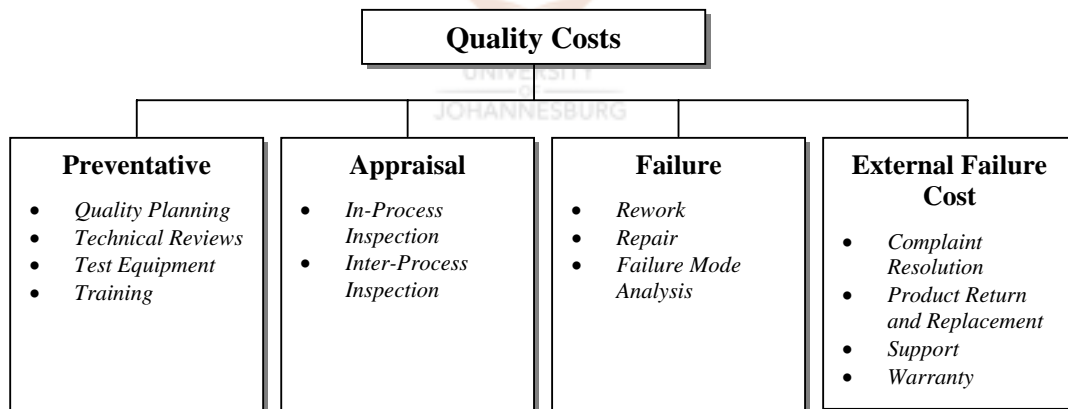 Quality Costs
UNIVERSITY
OF
JOHANNESBURG
Preventative
• Quality Planning
• Technical Reviews
• Test Equipment
• Training
Appraisal
• In-Process
Inspection
• Inter-Process
Inspection
Failure
• Rework
• Repair
• Failure Mode
Analysis
External Failure
Cost
• Complaint
Resolution
• Product Return
and Replacement
• Support
• Warranty